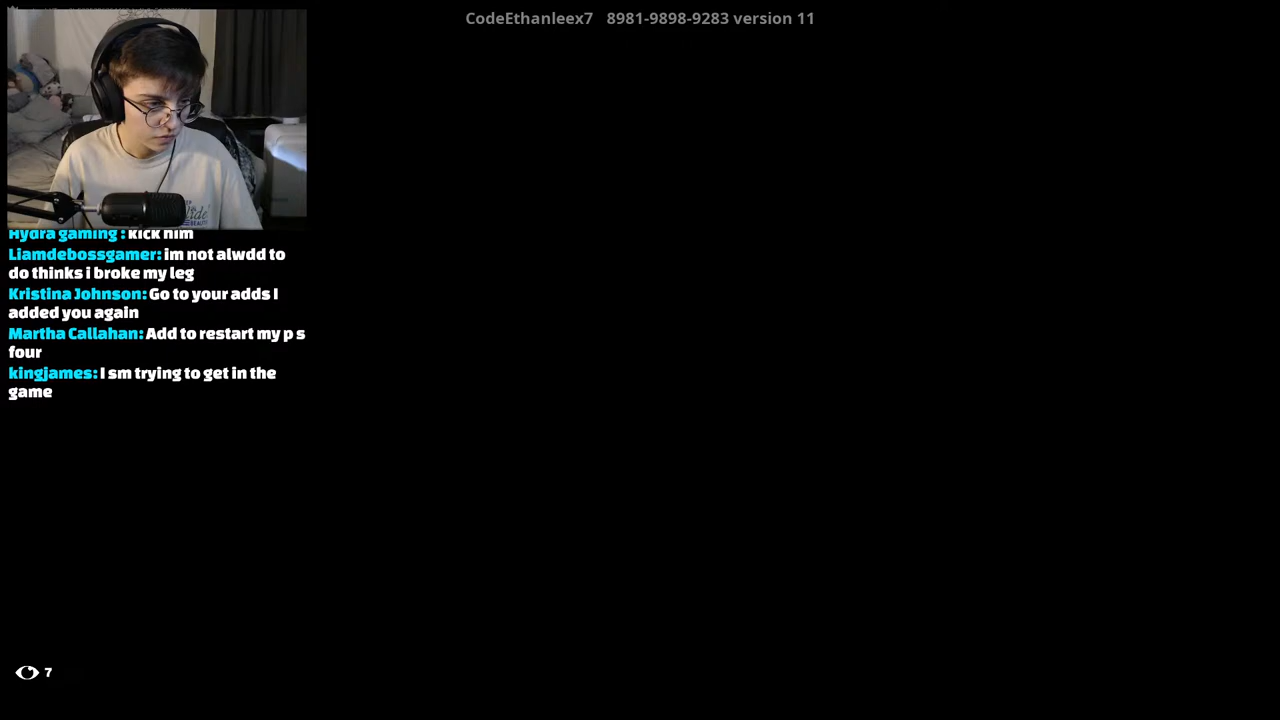 CodeEthanleex7 8981-9898-9283 version 11
Hydra gaming : kick him
Liamdebossgamer: im not alwdd to
do thinks i broke my leg
Kristina Johnson: Go to your adds I
added you again
Martha Callahan: Add to restart my p s
four
kingjames: I sm trying to get in the
game
7